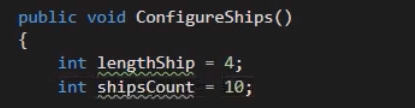 public void ConfigureShips()
{
    int lengthShip = 4;
    int shipsCount = 10;